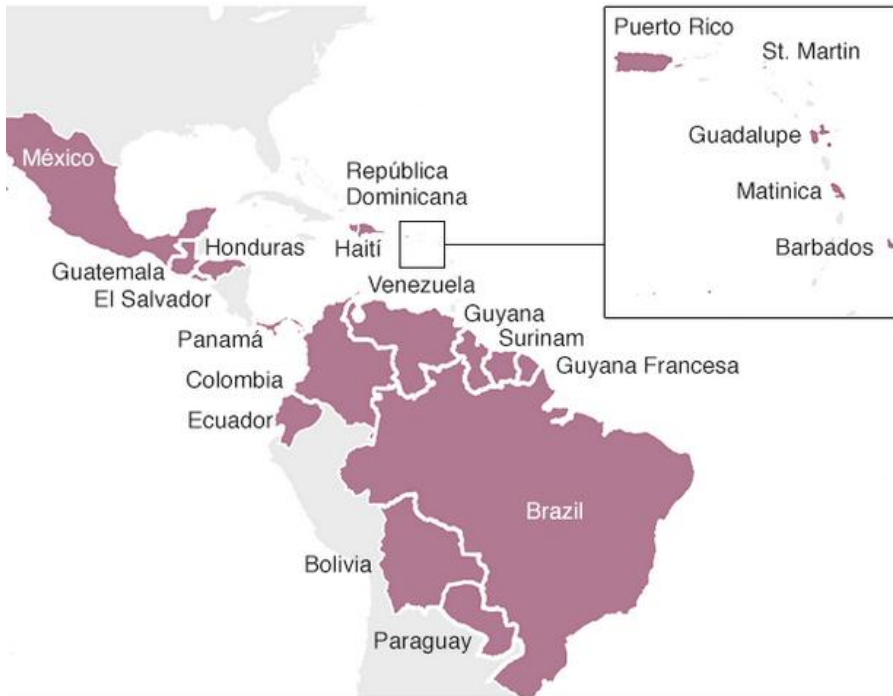 Puerto Rico
St. Martin
Guadalupe
Matinica
Barbados
México
República
Dominicana
Haití
Honduras
Guatemala
El Salvador
Venezuela
Guyana
Surinam
Guyana Francesa
Panamá
Colombia
Ecuador
Brazil
Bolivia
Paraguay